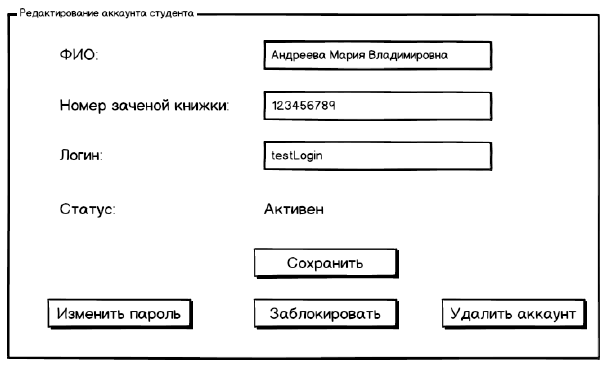 Редактирование аккаунта студента
ФИО: Андреева Мария Владимировна
Номер заченой книжки: 123456789
Логин: testLogin
Статус: Активен
Сохранить
Изменить пароль Заблокировать Удалить аккаунт